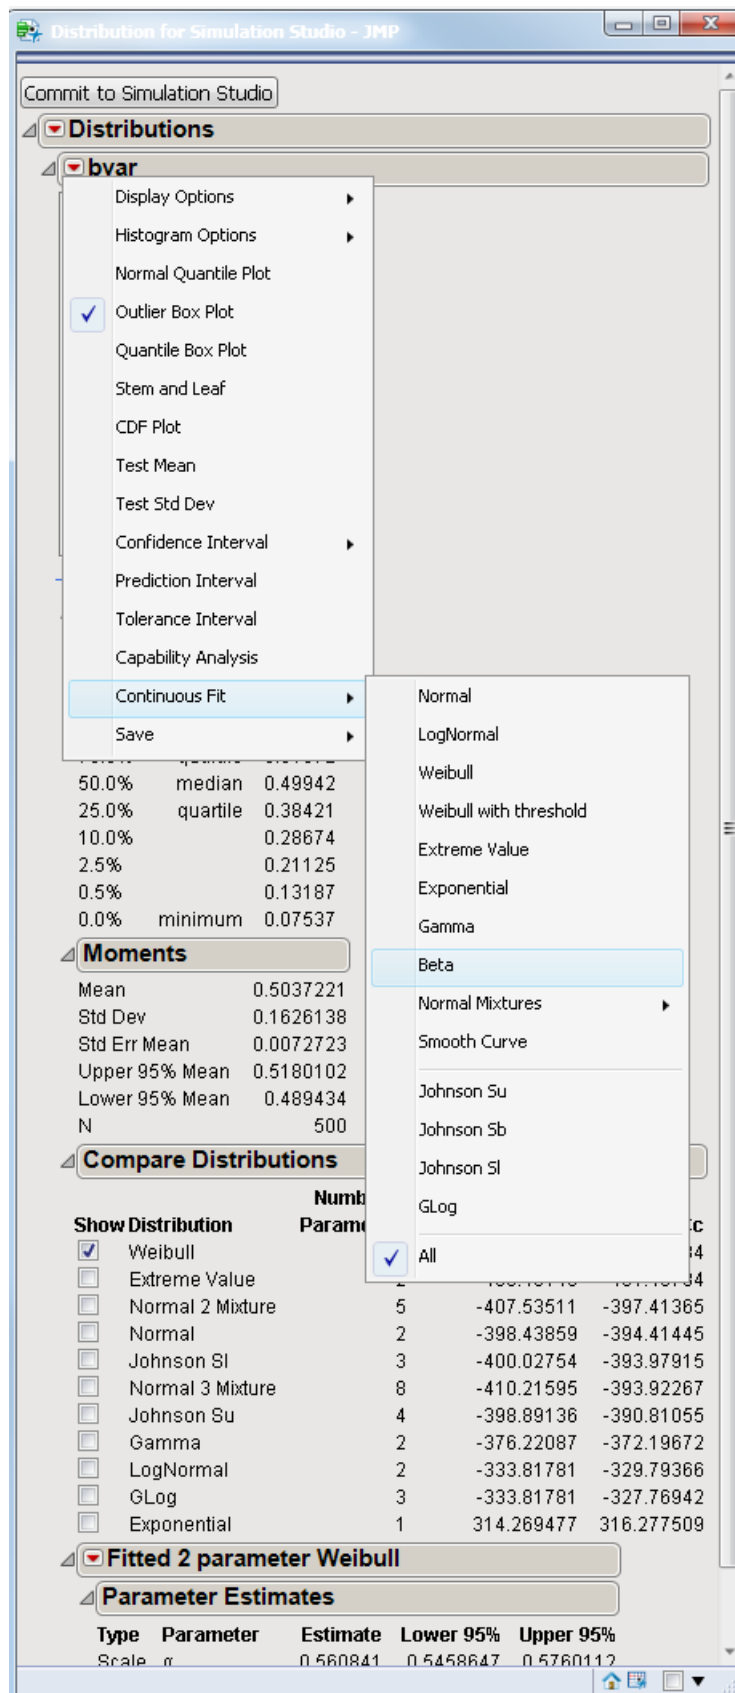 Distribution for Simulation Studio - JMP
Commit to Simulation Studio
Distributions
bvar
Display Options
Histogram Options
Normal Quantile Plot
Outlier Box Plot
Quantile Box Plot
Stem and Leaf
CDF Plot
Test Mean
Test Std Dev
Confidence Interval
Prediction Interval
Tolerance Interval
Capability Analysis
Continuous Fit
Save
Normal
LogNormal
Weibull
Weibull with threshold
Extreme Value
Exponential
Gamma
Beta
Normal Mixtures
Smooth Curve
Johnson Su
Johnson Sb
Johnson Sl
GLog
All
50.0% median 0.49942
25.0% quartile 0.38421
10.0% 0.28674
2.5% 0.21125
0.5% 0.13187
0.0% minimum 0.07537
Moments
Mean 0.5037221
Std Dev 0.1626138
Std Err Mean 0.0072723
Upper 95% Mean 0.5180102
Lower 95% Mean 0.489434
N 500
Compare Distributions
Show Distribution
Weibull
Extreme Value
Normal 2 Mixture 5 -407.53511 -397.41365
Normal 2 -398.43859 -394.41445
Johnson Sl 3 -400.02754 -393.97915
Normal 3 Mixture 8 -410.21595 -393.92267
Johnson Su 4 -398.89136 -390.81055
Gamma 2 -376.22087 -372.19672
LogNormal 2 -333.81781 -329.79366
GLog 3 -333.81781 -327.76942
Exponential 1 314.269477 316.277509
Fitted 2 parameter Weibull
Parameter Estimates
Type Parameter Estimate Lower 95% Upper 95%
Scale α 0.560841 0.5458647 0.5760112